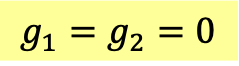 g₁ = g₂ = 0